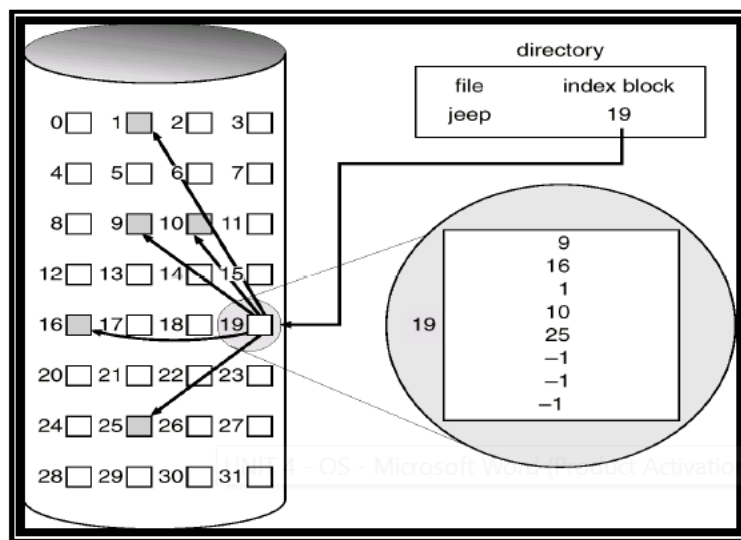 directory
file index block
jeep 19
0 1 2 3
4 5 6 7
8 9 10 11
12 13 14 15
16 17 18 19
20 21 22 23
24 25 26 27
28 29 30 31
19
9
16
1
10
25
-1
-1
-1
UNIT 4 - OS - Microsoft Word (Product Activatio